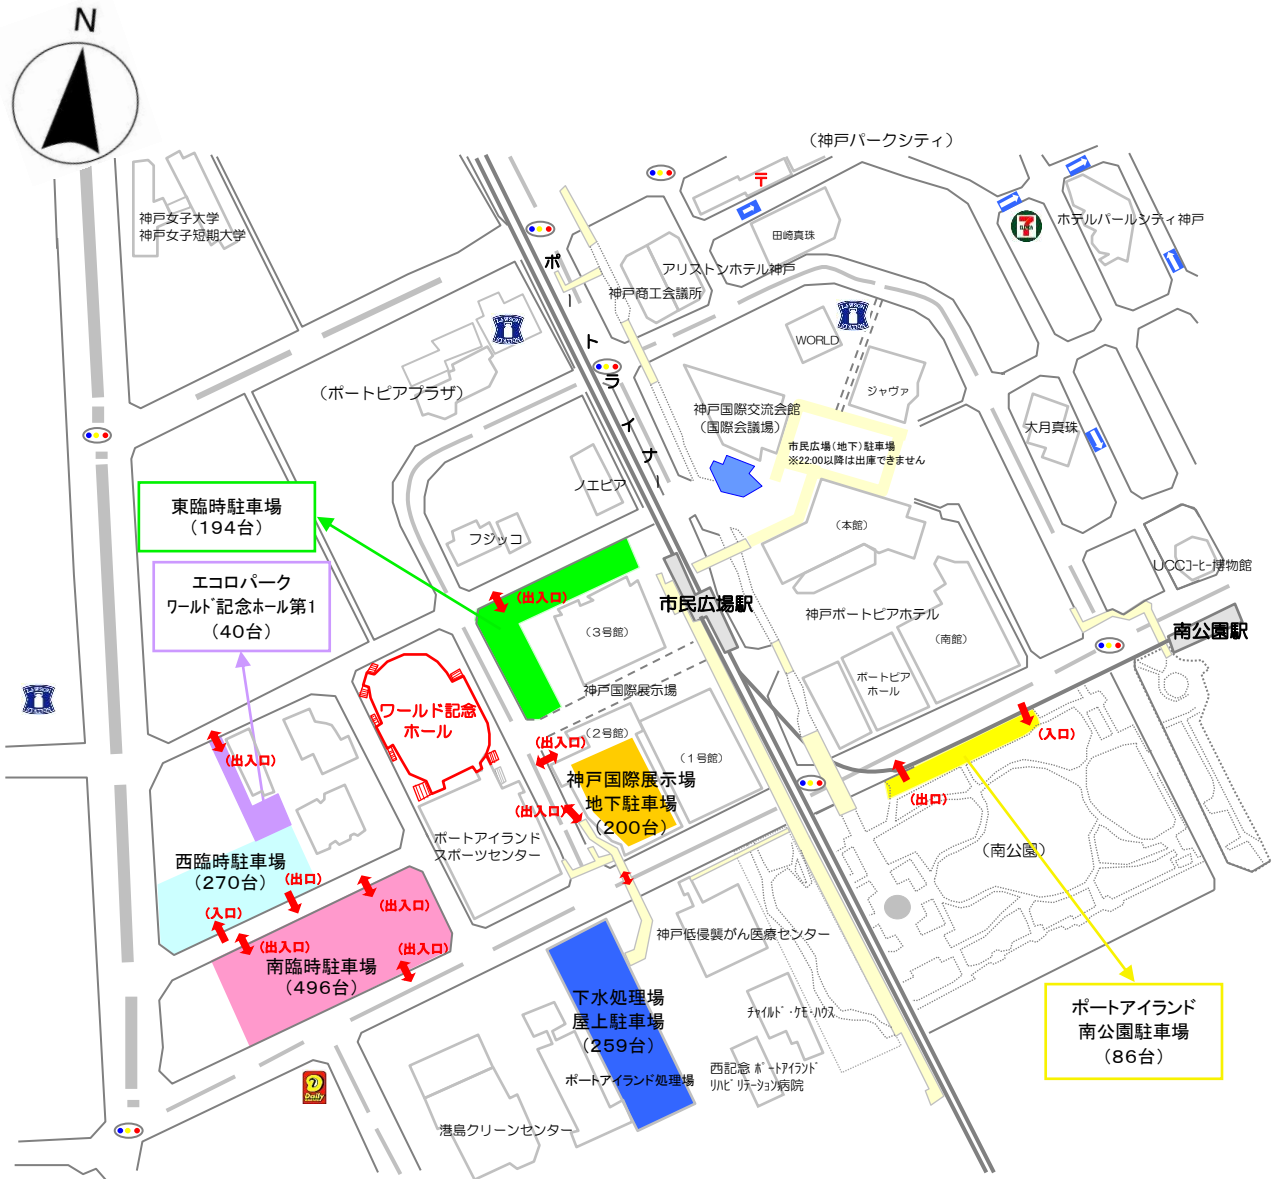 N
(神戸パークシティ)
〒
神戸女子大学
神戸女子短期大学
ホテルパールシティ神戸
田崎真珠
アリストンホテル神戸
神戸商工会議所
ポートライナー
WORLD
ジャヴァ
(ポートピアプラザ)
神戸国際交流会館
(国際会議場)
大月真珠
市民広場(地下)駐車場
※22:00以降は出庫できません
ノエビア
東臨時駐車場
(194台)
フジッコ
(本館)
UCCコーヒー博物館
エコロパーク
ワールド記念ホール第1
(40台)
(出入口)
市民広場駅
神戸ポートピアホテル
(3号館)
(南館)
南公園駅
ポートピア
ホール
神戸国際展示場
ワールド記念
ホール
(2号館)
(1号館)
(出入口)
(出入口)
(入口)
神戸国際展示場
地下駐車場
(200台)
(出口)
(出入口)
ポートアイランド
スポーツセンター
(南公園)
西臨時駐車場
(270台)
(出口)
(入口)
(出入口)
(出入口)
(出入口)
南臨時駐車場
(496台)
神戸低侵襲がん医療センター
下水処理場
屋上駐車場
(259台)
チャイルド・ケモ・ハウス
ポートアイランド
南公園駐車場
(86台)
西記念 ポートアイランド
リハビリテーション病院
ポートアイランド処理場
Daily
港島クリーンセンター